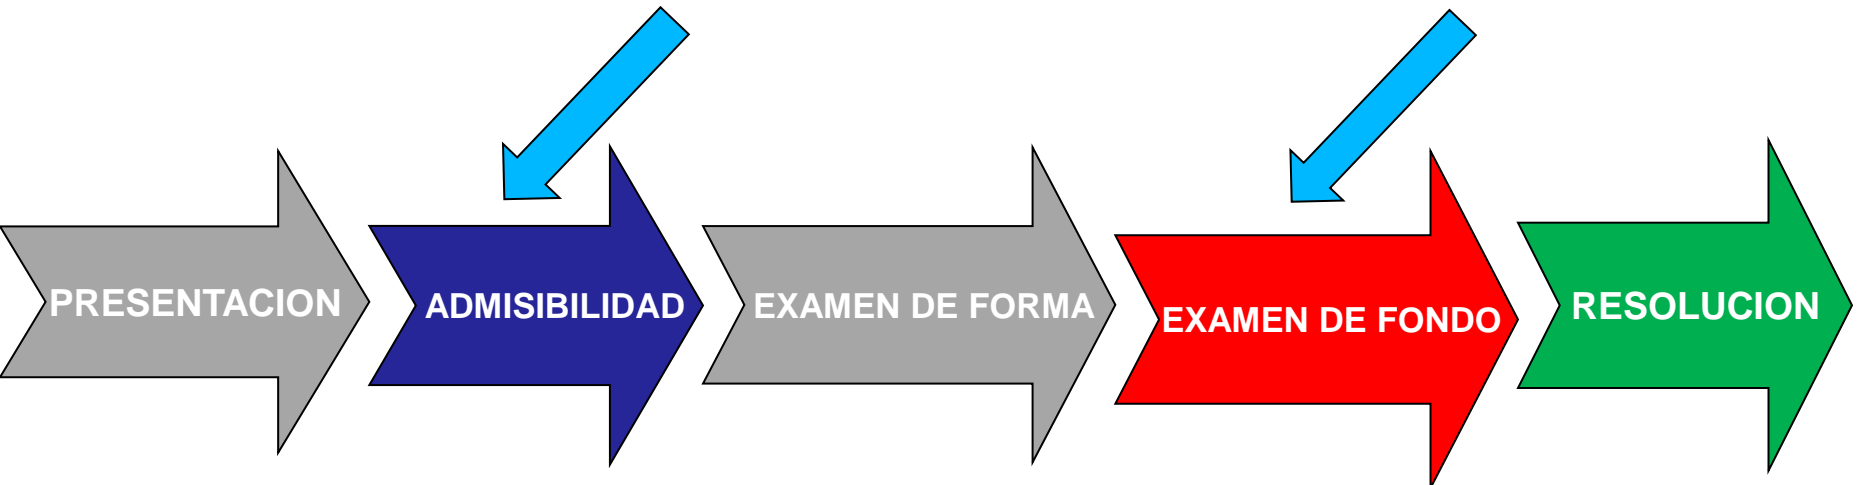 PRESENTACION
ADMISIBILIDAD
EXAMEN DE FORMA
EXAMEN DE FONDO
RESOLUCION